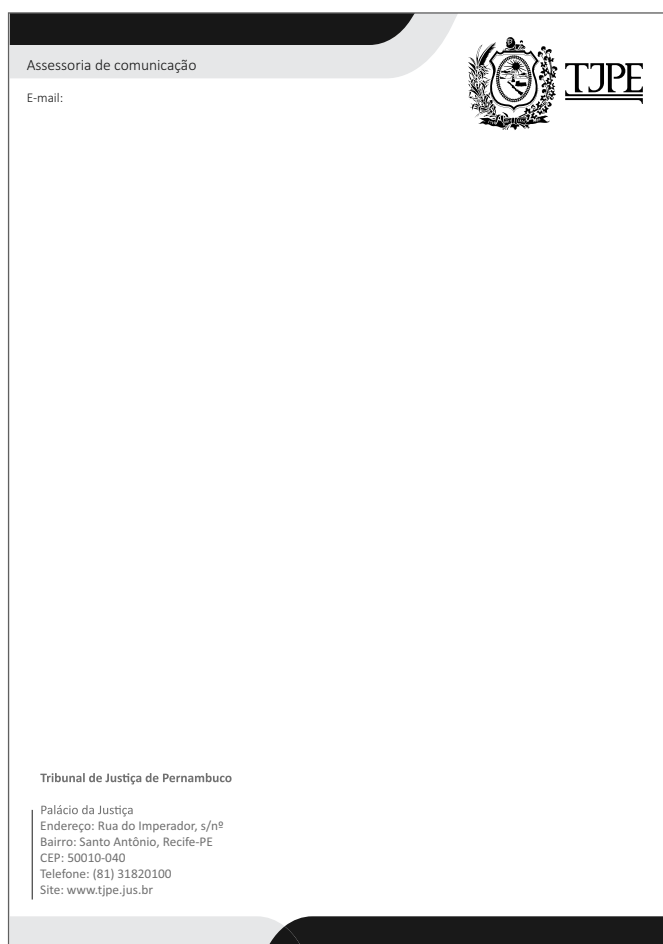 Assessoria de comunicação
TJPE
E-mail:
Tribunal de Justiça de Pernambuco
Palácio da Justiça
Endereço: Rua do Imperador, s/nº
Bairro: Santo Antônio, Recife-PE
CEP: 50010-040
Telefone: (81) 31820100
Site: www.tjpe.jus.br